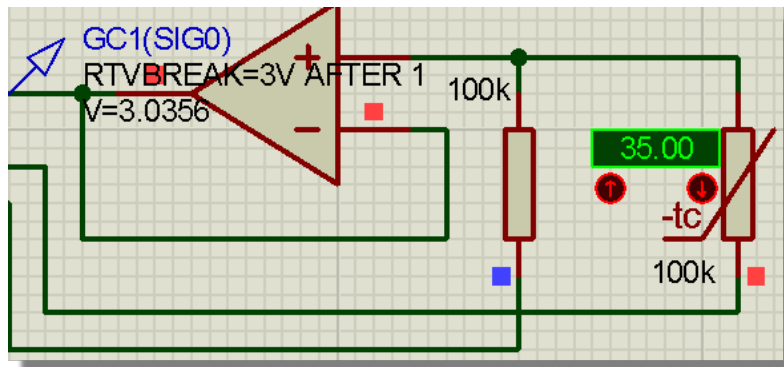 GC1(SIG0)
RTVBREAK=3V AFTER 1
V=3.0356
+
−
100k
35.00
↑ ↓
-tc
100k